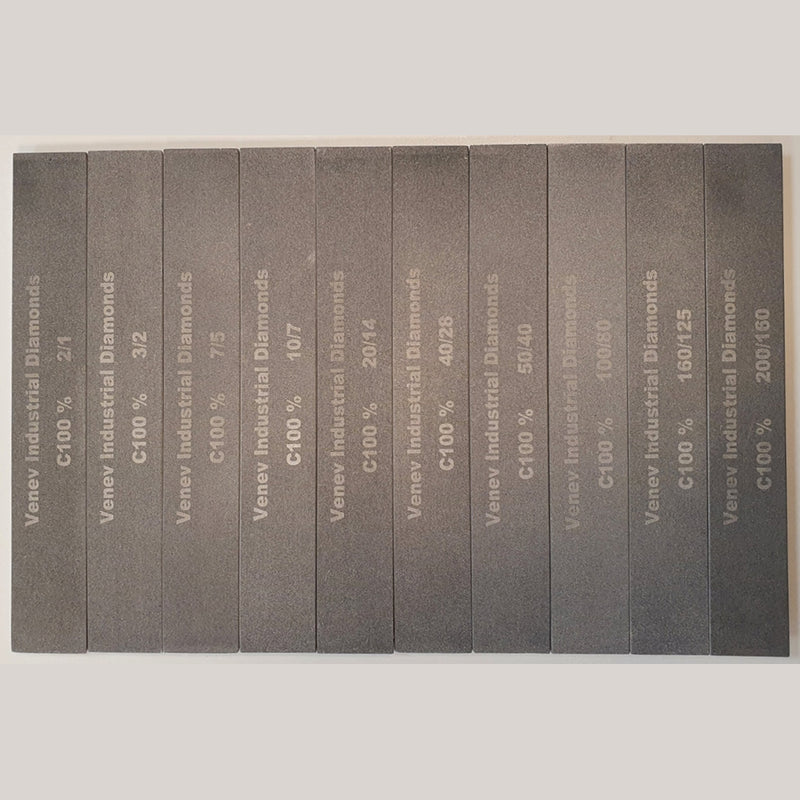 Venev Industrial Diamonds
C100 % 2/1
Venev Industrial Diamonds
C100 % 3/2
Venev Industrial Diamonds
C100 % 7/5
Venev Industrial Diamonds
C100 % 10/7
Venev Industrial Diamonds
C100 % 20/14
Venev Industrial Diamonds
C100 % 40/28
Venev Industrial Diamonds
C100 % 50/40
Venev Industrial Diamonds
C100 % 100/80
Venev Industrial Diamonds
C100 % 160/125
Venev Industrial Diamonds
C100 % 200/160